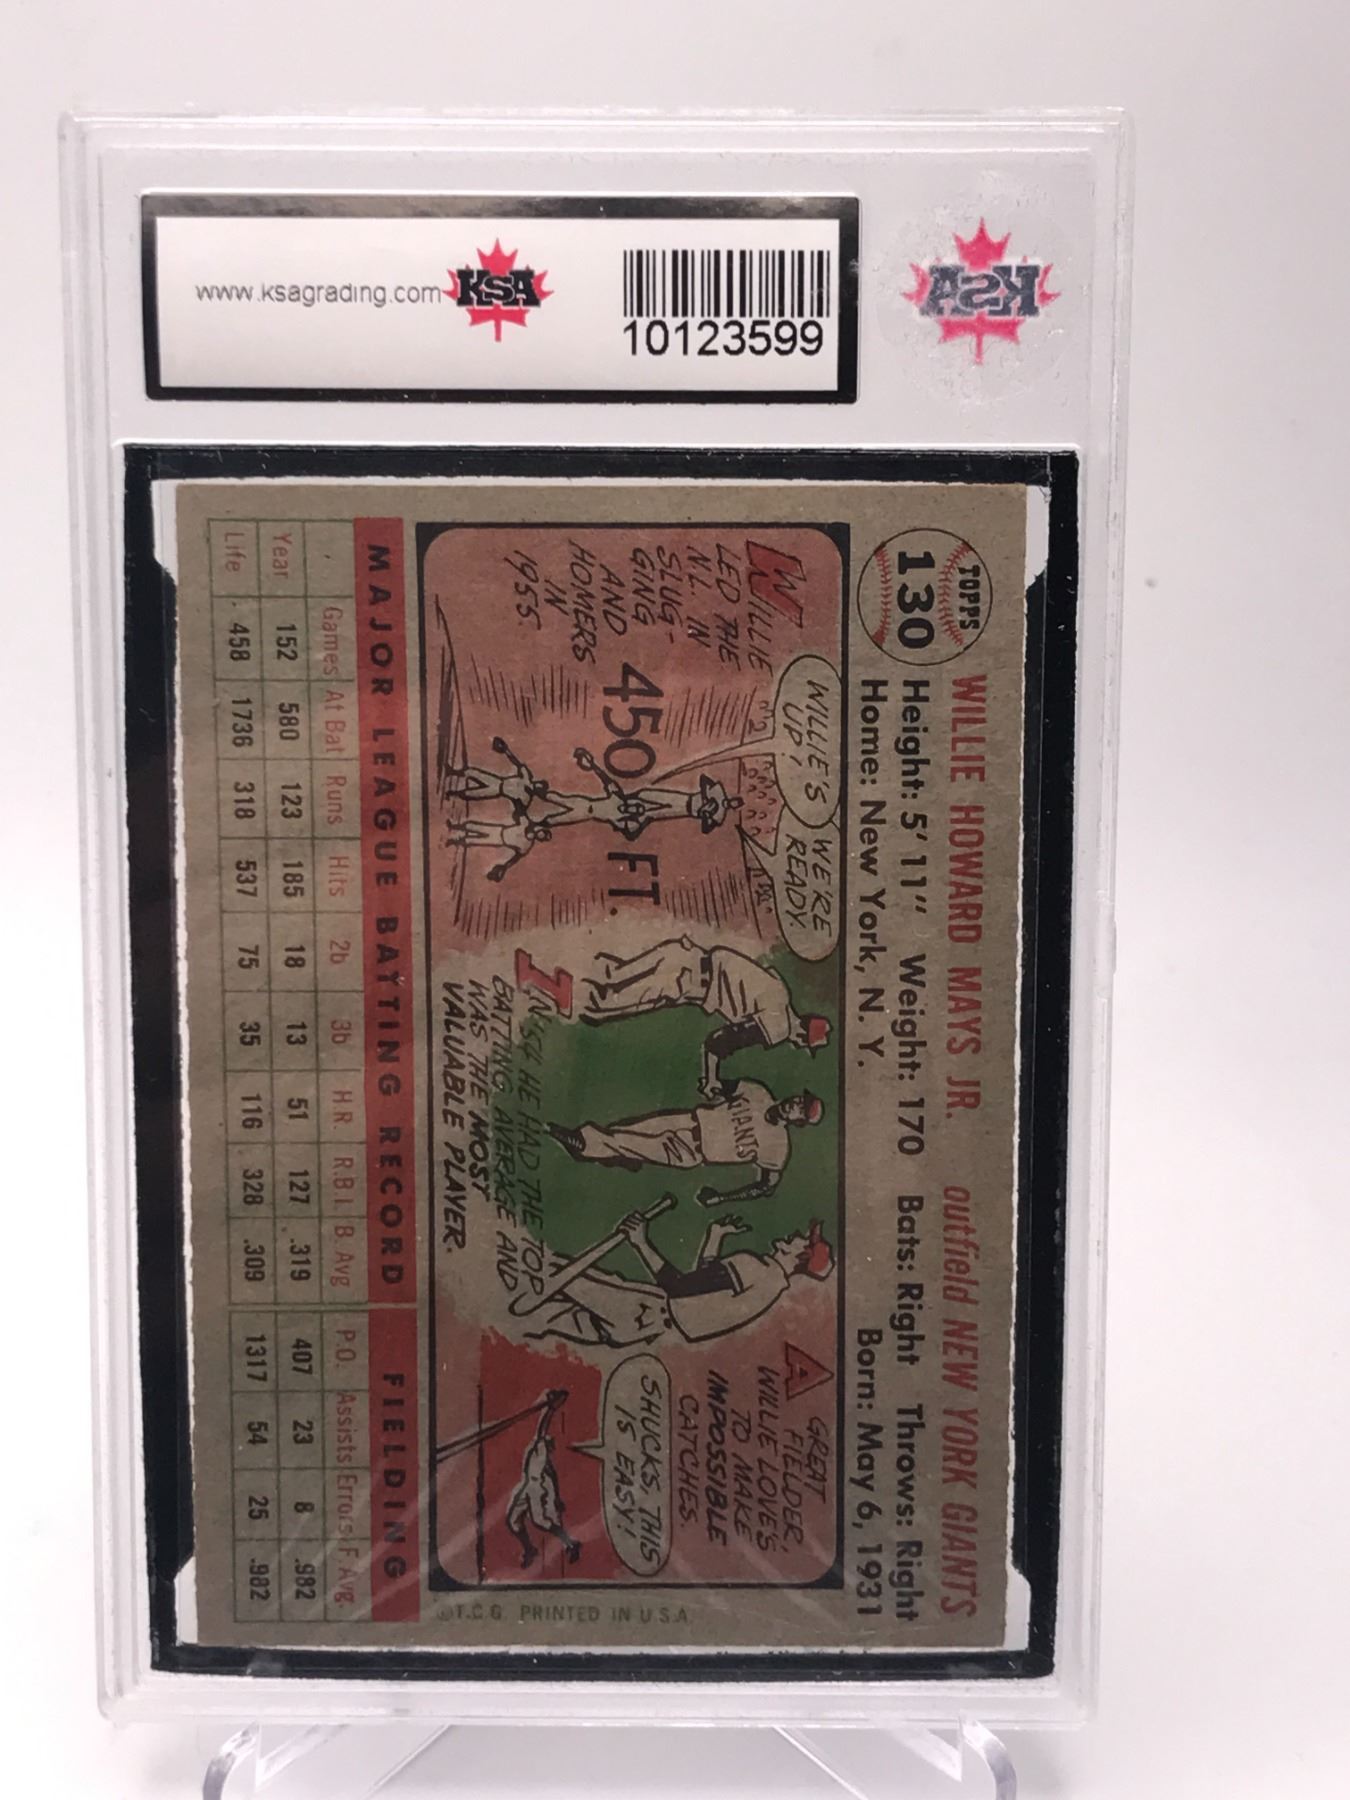 www.ksagrading.com
KSA
10123599
KSA
TOPPS
130
WILLIE HOWARD MAYS JR. outfield NEW YORK GIANTS
Height: 5' 11" Weight: 170 Bats: Right Throws: Right
Home: New York, N. Y. Born: May 6, 1931
WILLIE
LED THE
N.L. IN
SLUG-
GING
AND
HOMERS
IN
1955.
WILLIE'S
UP!
WE'RE
READY.
450 FT.
GIANTS
IN '54 HE HAD THE TOP
BATTING AVERAGE AND
WAS THE MOST
VALUABLE PLAYER.
A GREAT
FIELDER,
WILLIE LOVE'S
TO MAKE
IMPOSSIBLE
CATCHES.
SHUCKS, THIS
IS EASY!
MAJOR LEAGUE BATTING RECORD FIELDING
Games At Bat Runs Hits 2b 3b H.R. R.B.I. B. Avg P.O. Assists Errors F. Avg.
Year 152 580 123 185 18 13 51 127 .319 407 23 8 .982
Life 458 1736 318 537 75 35 116 328 .309 1317 54 25 .982
©T.C.G. PRINTED IN U.S.A.